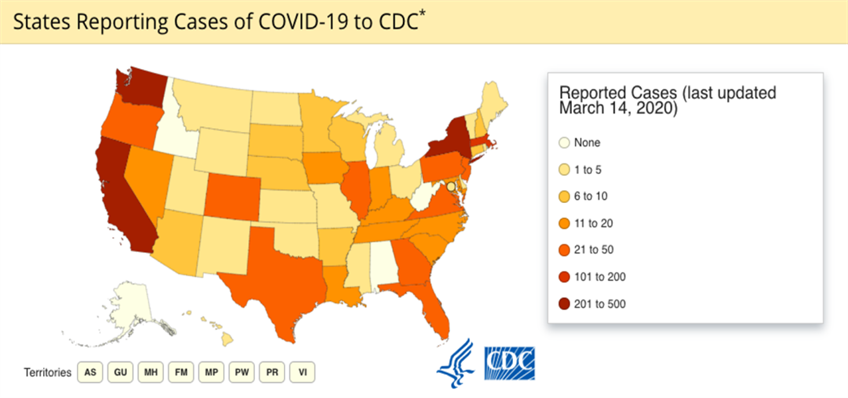 States Reporting Cases of COVID-19 to CDC*
Reported Cases (last updated
March 14, 2020)
None
1 to 5
6 to 10
11 to 20
21 to 50
101 to 200
201 to 500
Territories AS GU MH FM MP PW PR VI
CDC